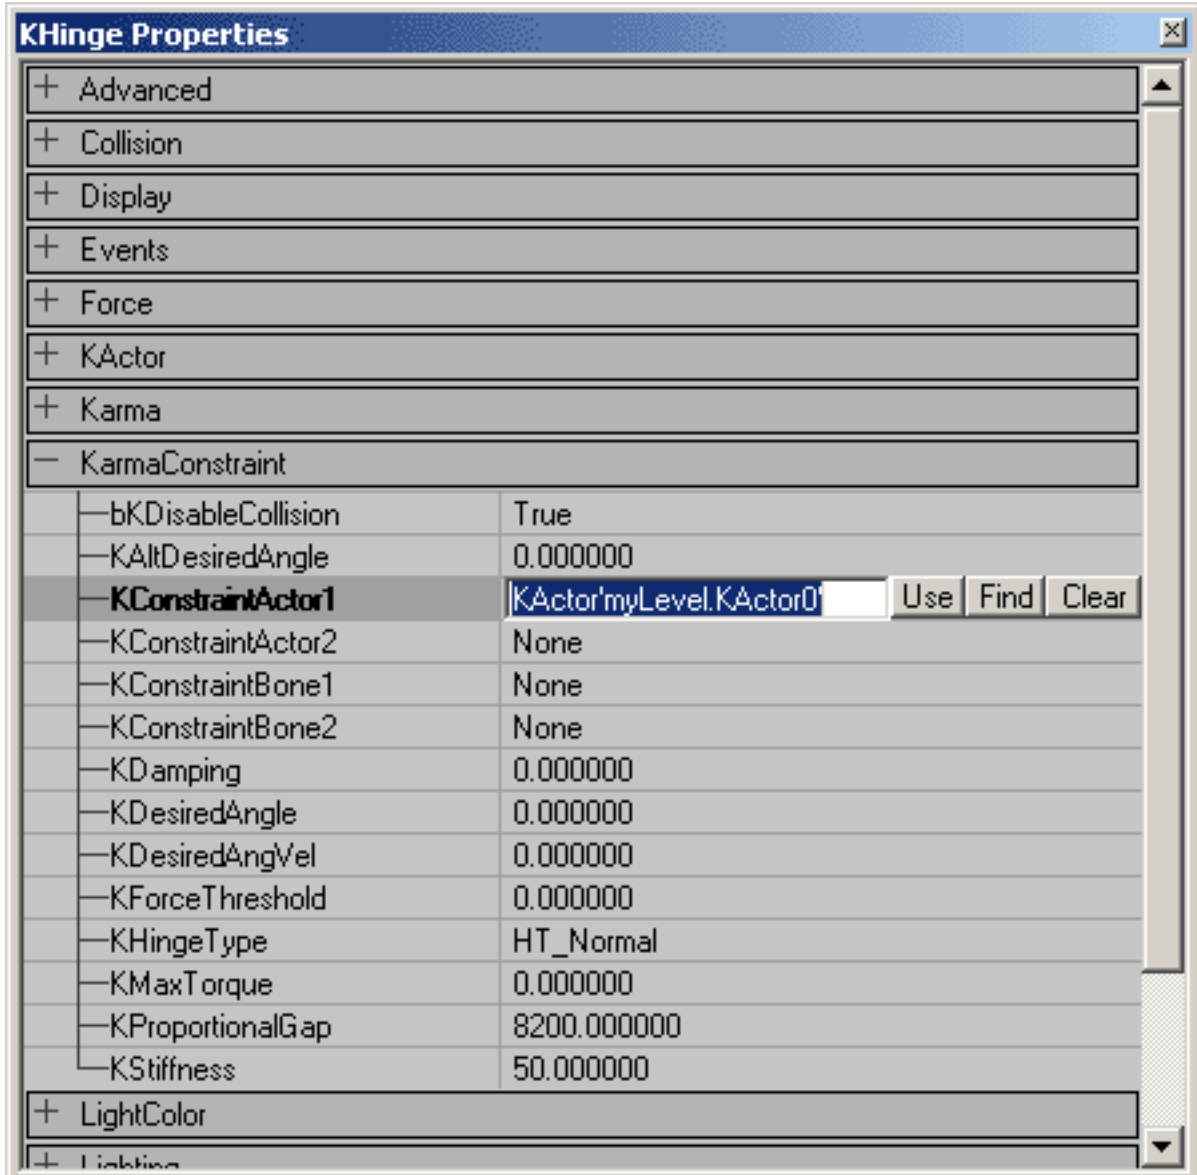 KHinge Properties
Advanced
Collision
Display
Events
Force
KActor
Karma
KarmaConstraint
bKDisableCollision True
KAltDesiredAngle 0.000000
KConstraintActor1 KActor'myLevel.KActor0' Use Find Clear
KConstraintActor2 None
KConstraintBone1 None
KConstraintBone2 None
KDamping 0.000000
KDesiredAngle 0.000000
KDesiredAngVel 0.000000
KForceThreshold 0.000000
KHingeType HT_Normal
KMaxTorque 0.000000
KProportionalGap 8200.000000
KStiffness 50.000000
LightColor
Lighting